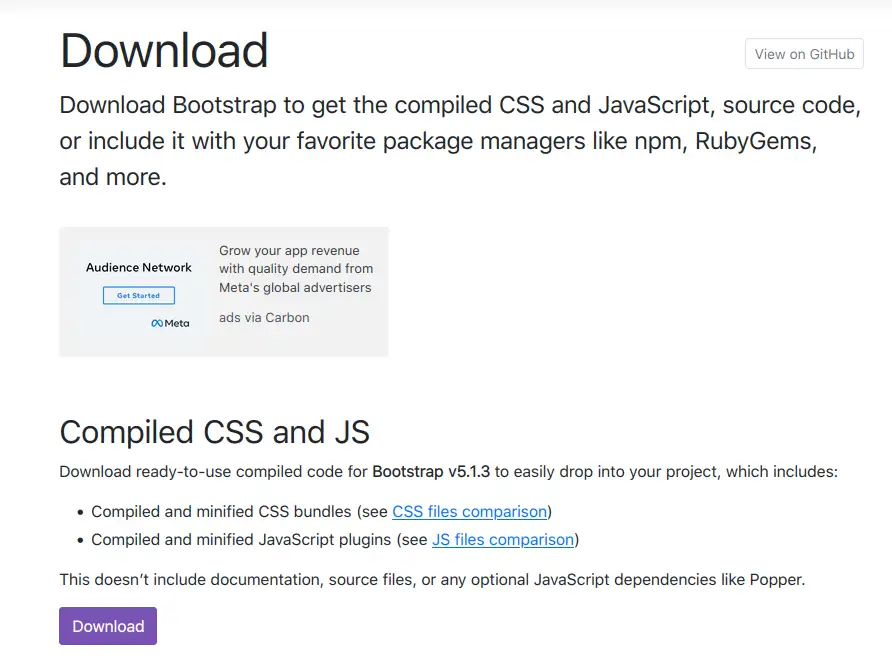 Download
View on GitHub
Download Bootstrap to get the compiled CSS and JavaScript, source code,
or include it with your favorite package managers like npm, RubyGems,
and more.
Audience Network
Get Started
Meta
Grow your app revenue
with quality demand from
Meta's global advertisers
ads via Carbon
Compiled CSS and JS
Download ready-to-use compiled code for Bootstrap v5.1.3 to easily drop into your project, which includes:
• Compiled and minified CSS bundles (see CSS files comparison)
• Compiled and minified JavaScript plugins (see JS files comparison)
This doesn’t include documentation, source files, or any optional JavaScript dependencies like Popper.
Download